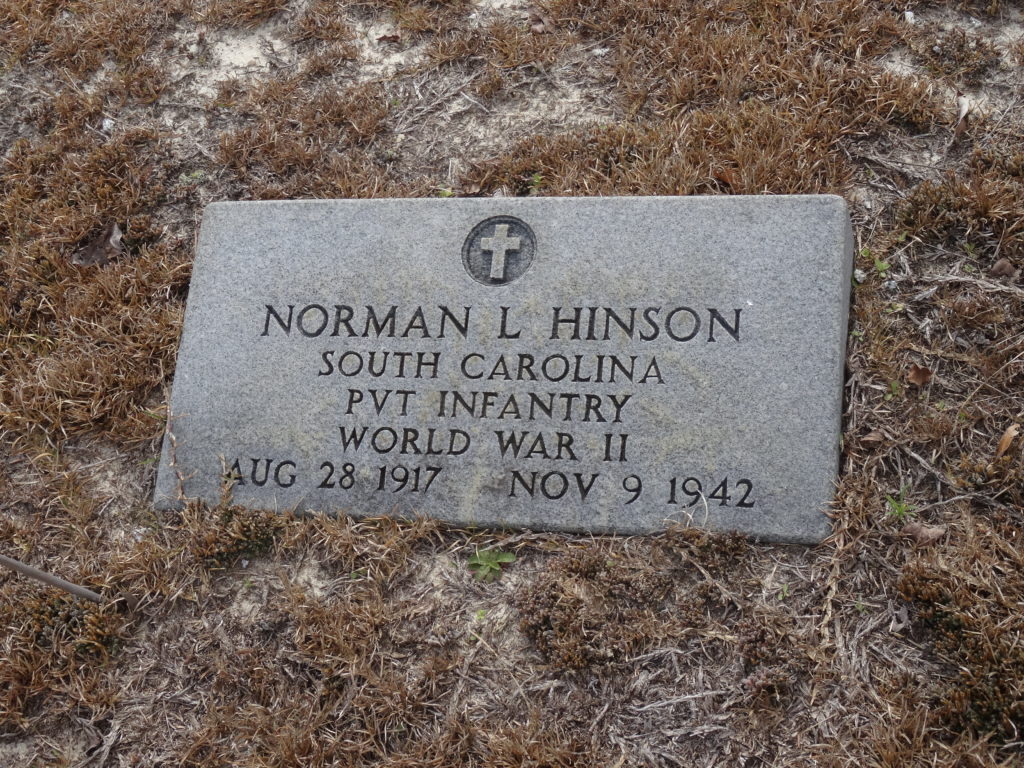 NORMAN L HINSON
SOUTH CAROLINA
PVT INFANTRY
WORLD WAR II
AUG 28 1917 NOV 9 1942